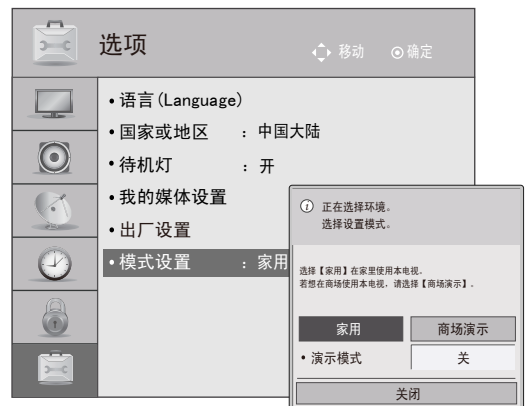 选项
移动
确定
• 语言(Language)
• 国家或地区 : 中国大陆
• 待机灯 : 开
• 我的媒体设置
• 出厂设置
• 模式设置 : 家用
正在选择环境。
选择设置模式。
选择【家用】在家里使用本电视.
若想在商场使用本电视, 请选择【商场演示】.
家用
商场演示
• 演示模式
关
关闭